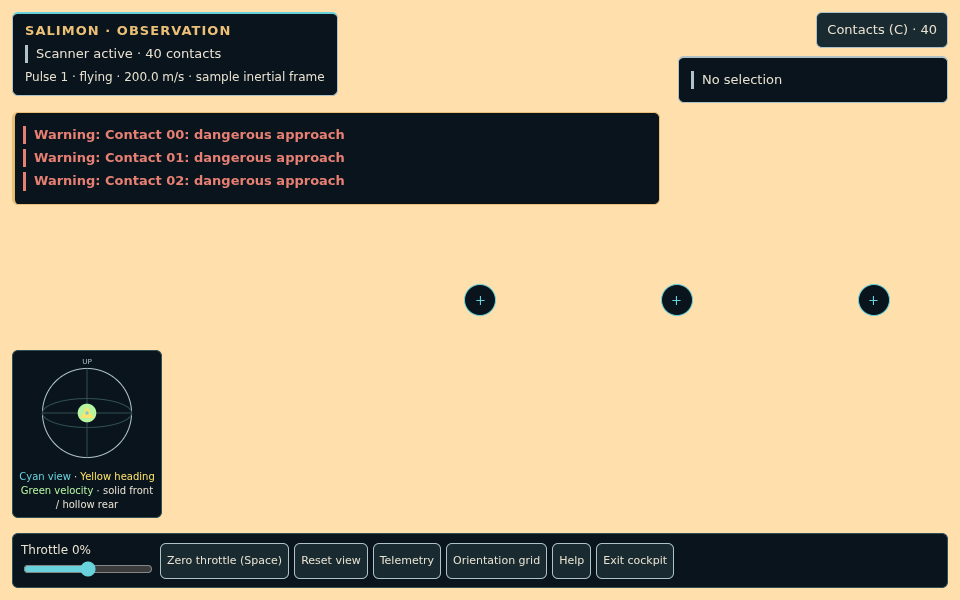 SALIMON · OBSERVATION
Scanner active · 40 contacts
Pulse 1 · flying · 200.0 m/s · sample inertial frame
Contacts (C) · 40
No selection
Warning: Contact 00: dangerous approach
Warning: Contact 01: dangerous approach
Warning: Contact 02: dangerous approach
+ + +
UP
Cyan view · Yellow heading
Green velocity · solid front
/ hollow rear
Throttle 0%
Zero throttle (Space) Reset view Telemetry Orientation grid Help Exit cockpit